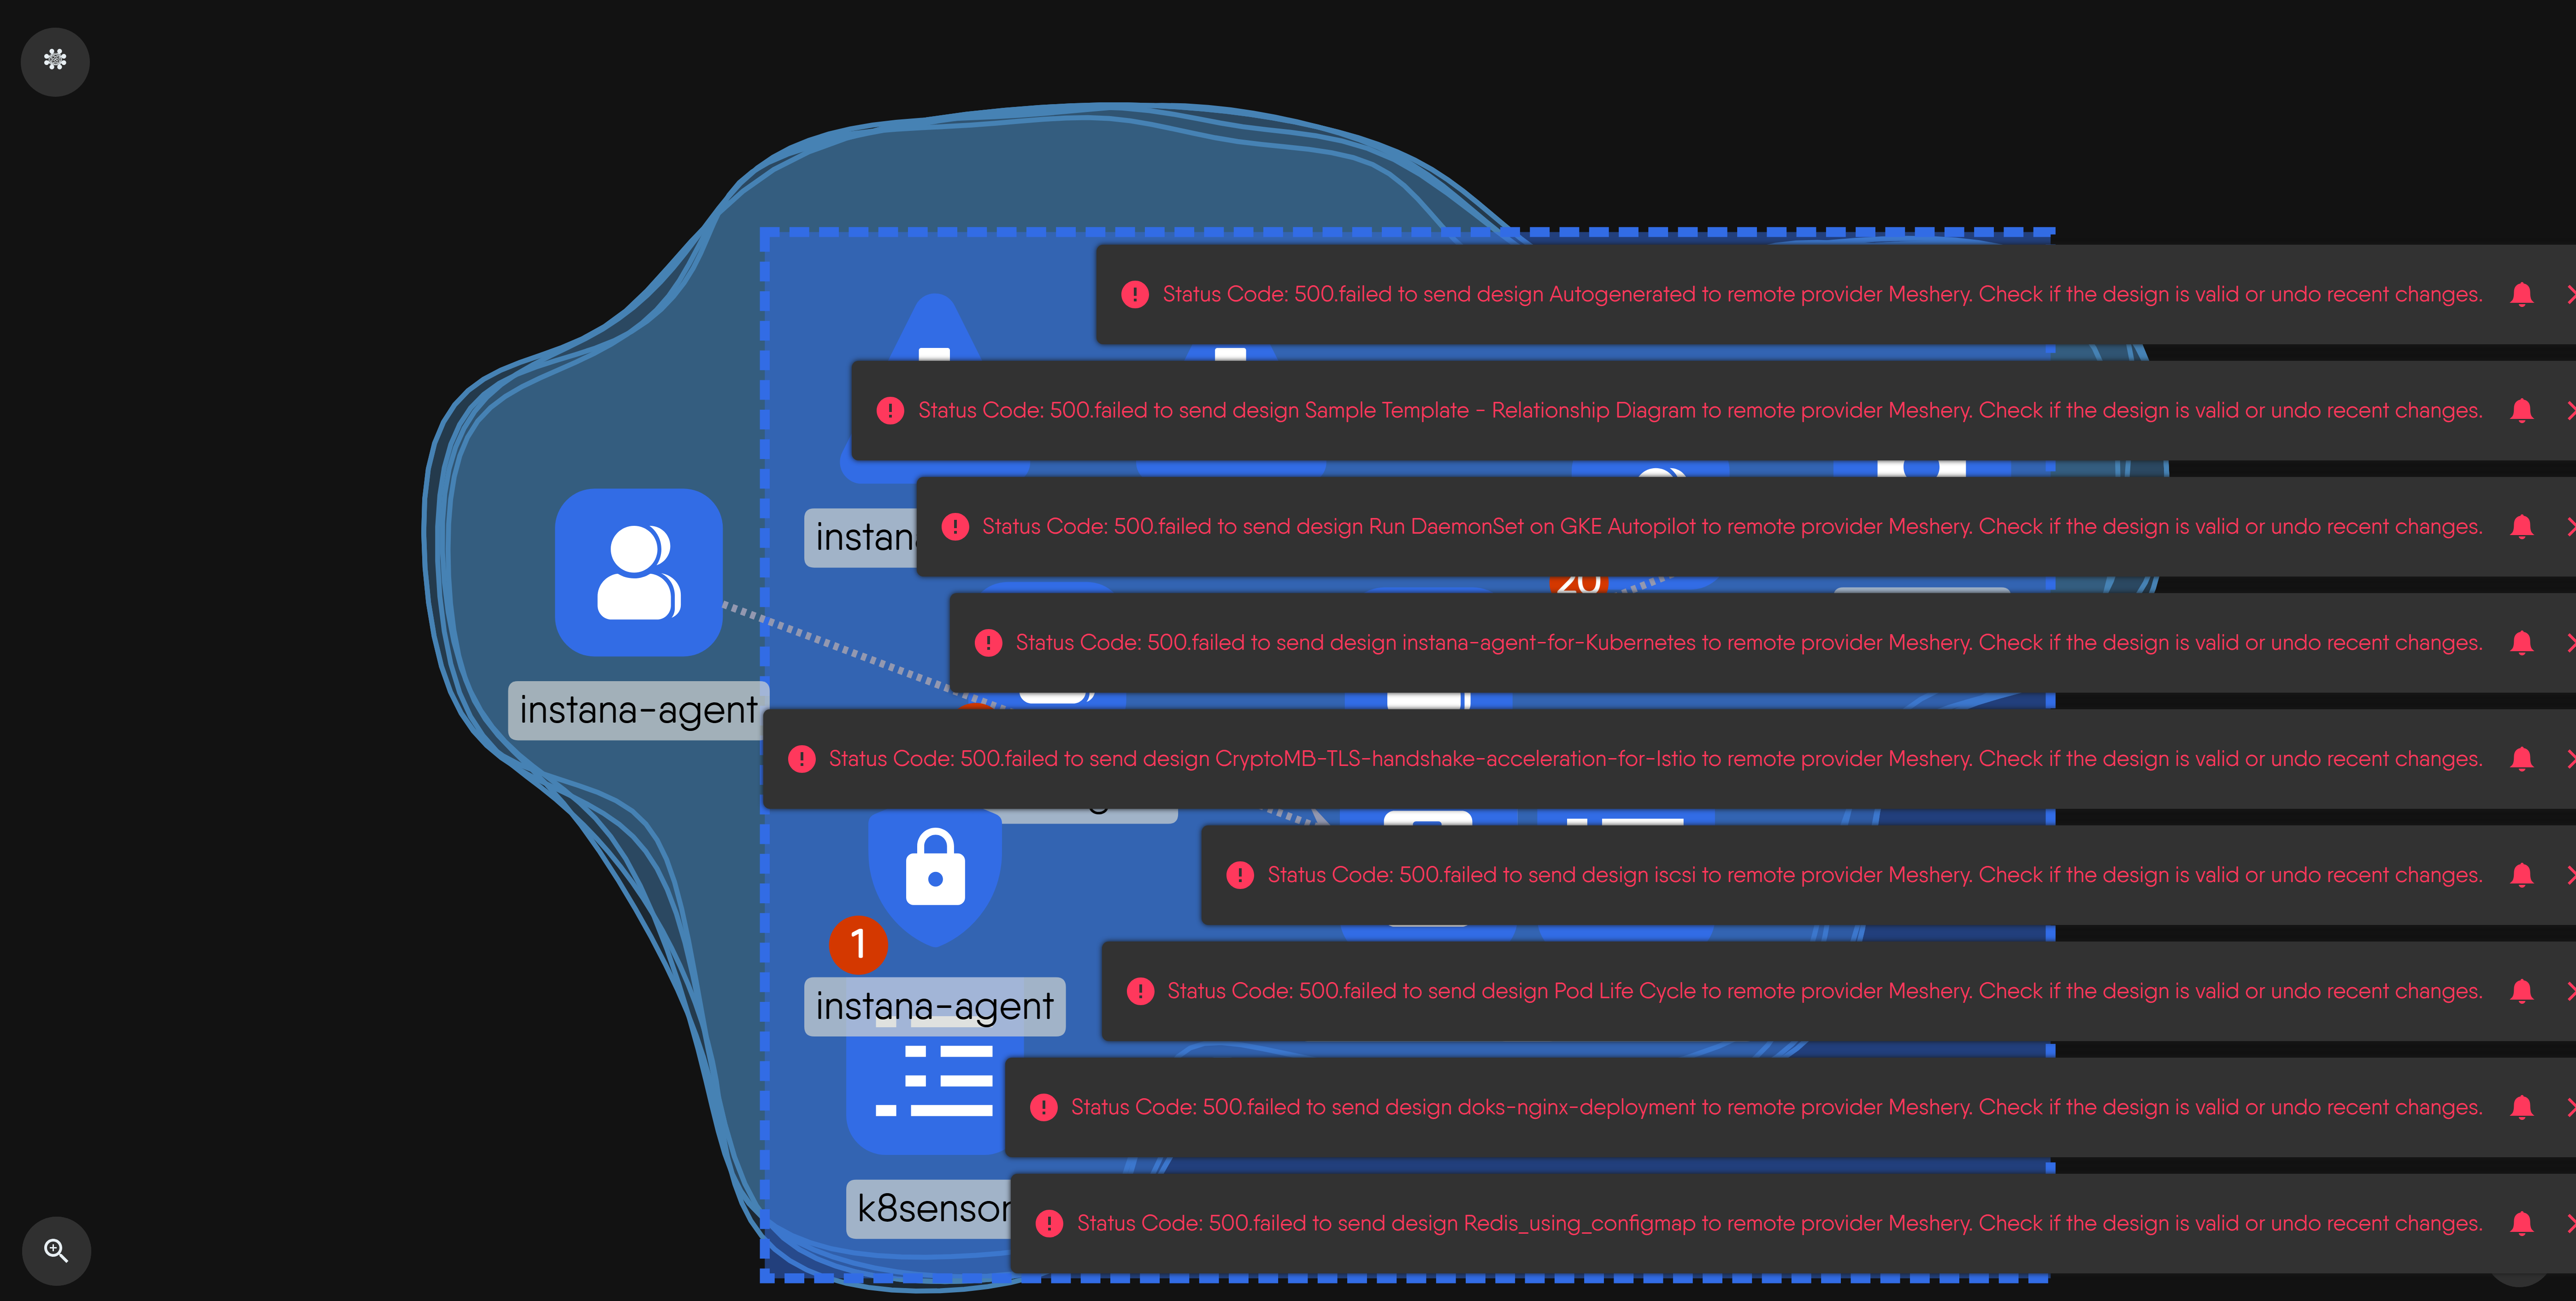 Status Code: 500.failed to send design Autogenerated to remote provider Meshery. Check if the design is valid or undo recent changes.
Status Code: 500.failed to send design Sample Template - Relationship Diagram to remote provider Meshery. Check if the design is valid or undo recent changes.
instan
Status Code: 500.failed to send design Run DaemonSet on GKE Autopilot to remote provider Meshery. Check if the design is valid or undo recent changes.
20
Status Code: 500.failed to send design instana-agent-for-Kubernetes to remote provider Meshery. Check if the design is valid or undo recent changes.
instana-agent
Status Code: 500.failed to send design CryptoMB-TLS-handshake-acceleration-for-Istio to remote provider Meshery. Check if the design is valid or undo recent changes.
Status Code: 500.failed to send design iscsi to remote provider Meshery. Check if the design is valid or undo recent changes.
1
instana-agent
Status Code: 500.failed to send design Pod Life Cycle to remote provider Meshery. Check if the design is valid or undo recent changes.
Status Code: 500.failed to send design doks-nginx-deployment to remote provider Meshery. Check if the design is valid or undo recent changes.
k8sensor
Status Code: 500.failed to send design Redis_using_configmap to remote provider Meshery. Check if the design is valid or undo recent changes.